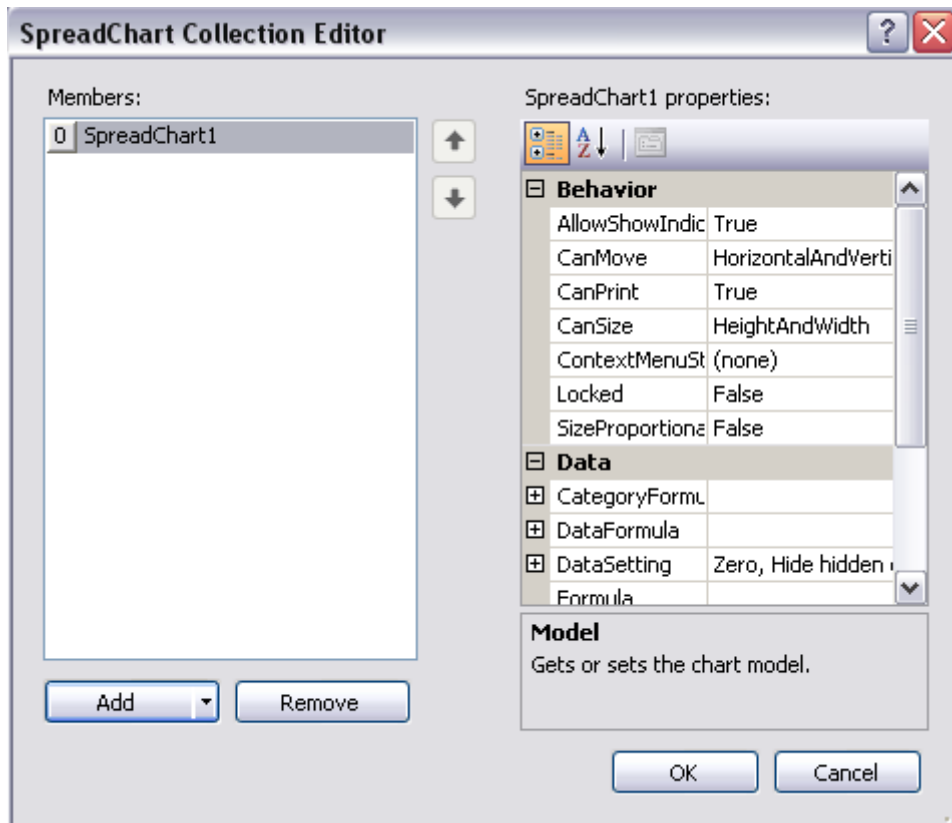 SpreadChart Collection Editor
Members:
0 SpreadChart1
Add
Remove
SpreadChart1 properties:
A
Z
Behavior
AllowShowIndic True
CanMove HorizontalAndVerti
CanPrint True
CanSize HeightAndWidth
ContextMenuSt (none)
Locked False
SizeProportiona False
Data
CategoryFormu
DataFormula
DataSetting Zero, Hide hidden
Formula
Model
Gets or sets the chart model.
OK
Cancel